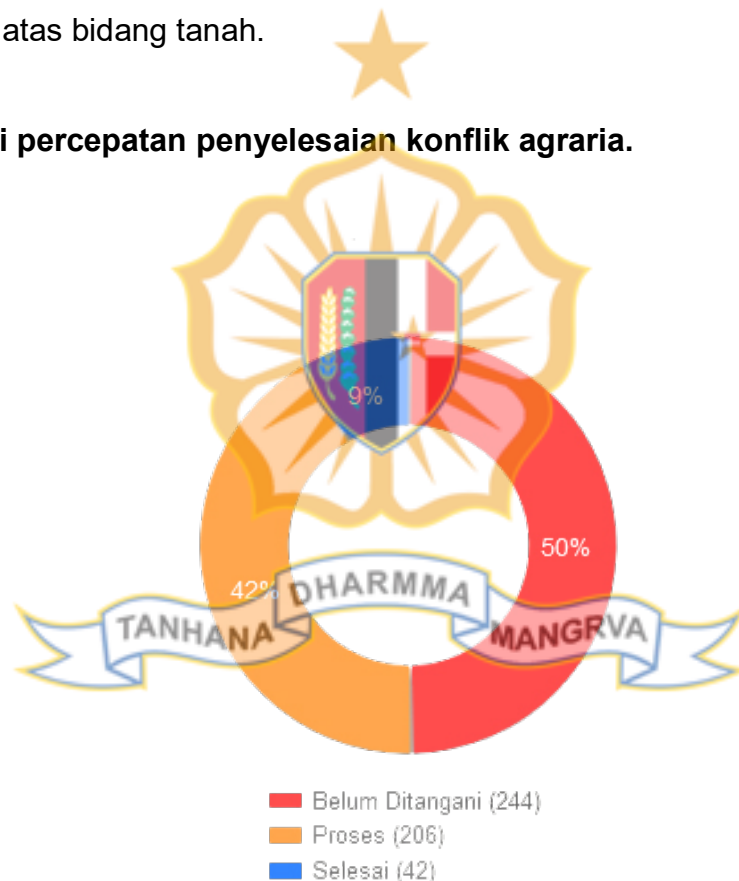 atas bidang tanah.
i percepatan penyelesaian konflik agraria.
9%
50%
42%
TANHANA DHARMMA MANGRVA
Belum Ditangani (244)
Proses (206)
Selesai (42)